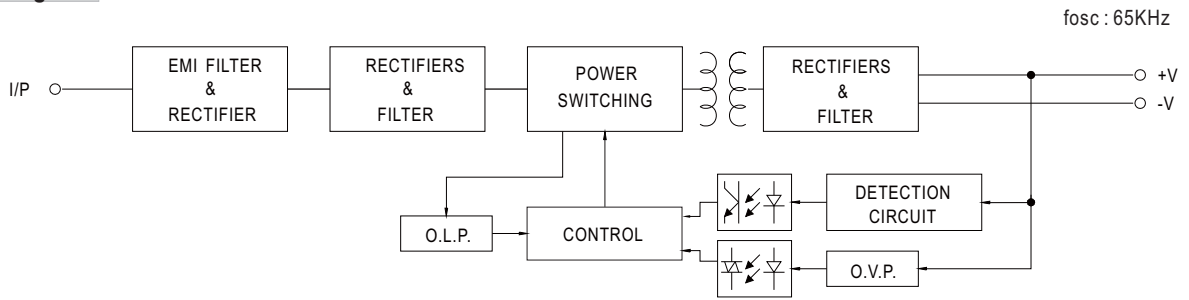 fosc : 65KHz
I/P
EMI FILTER
&
RECTIFIER
RECTIFIERS
&
FILTER
POWER
SWITCHING
RECTIFIERS
&
FILTER
+V
-V
DETECTION
CIRCUIT
O.L.P.
CONTROL
O.V.P.